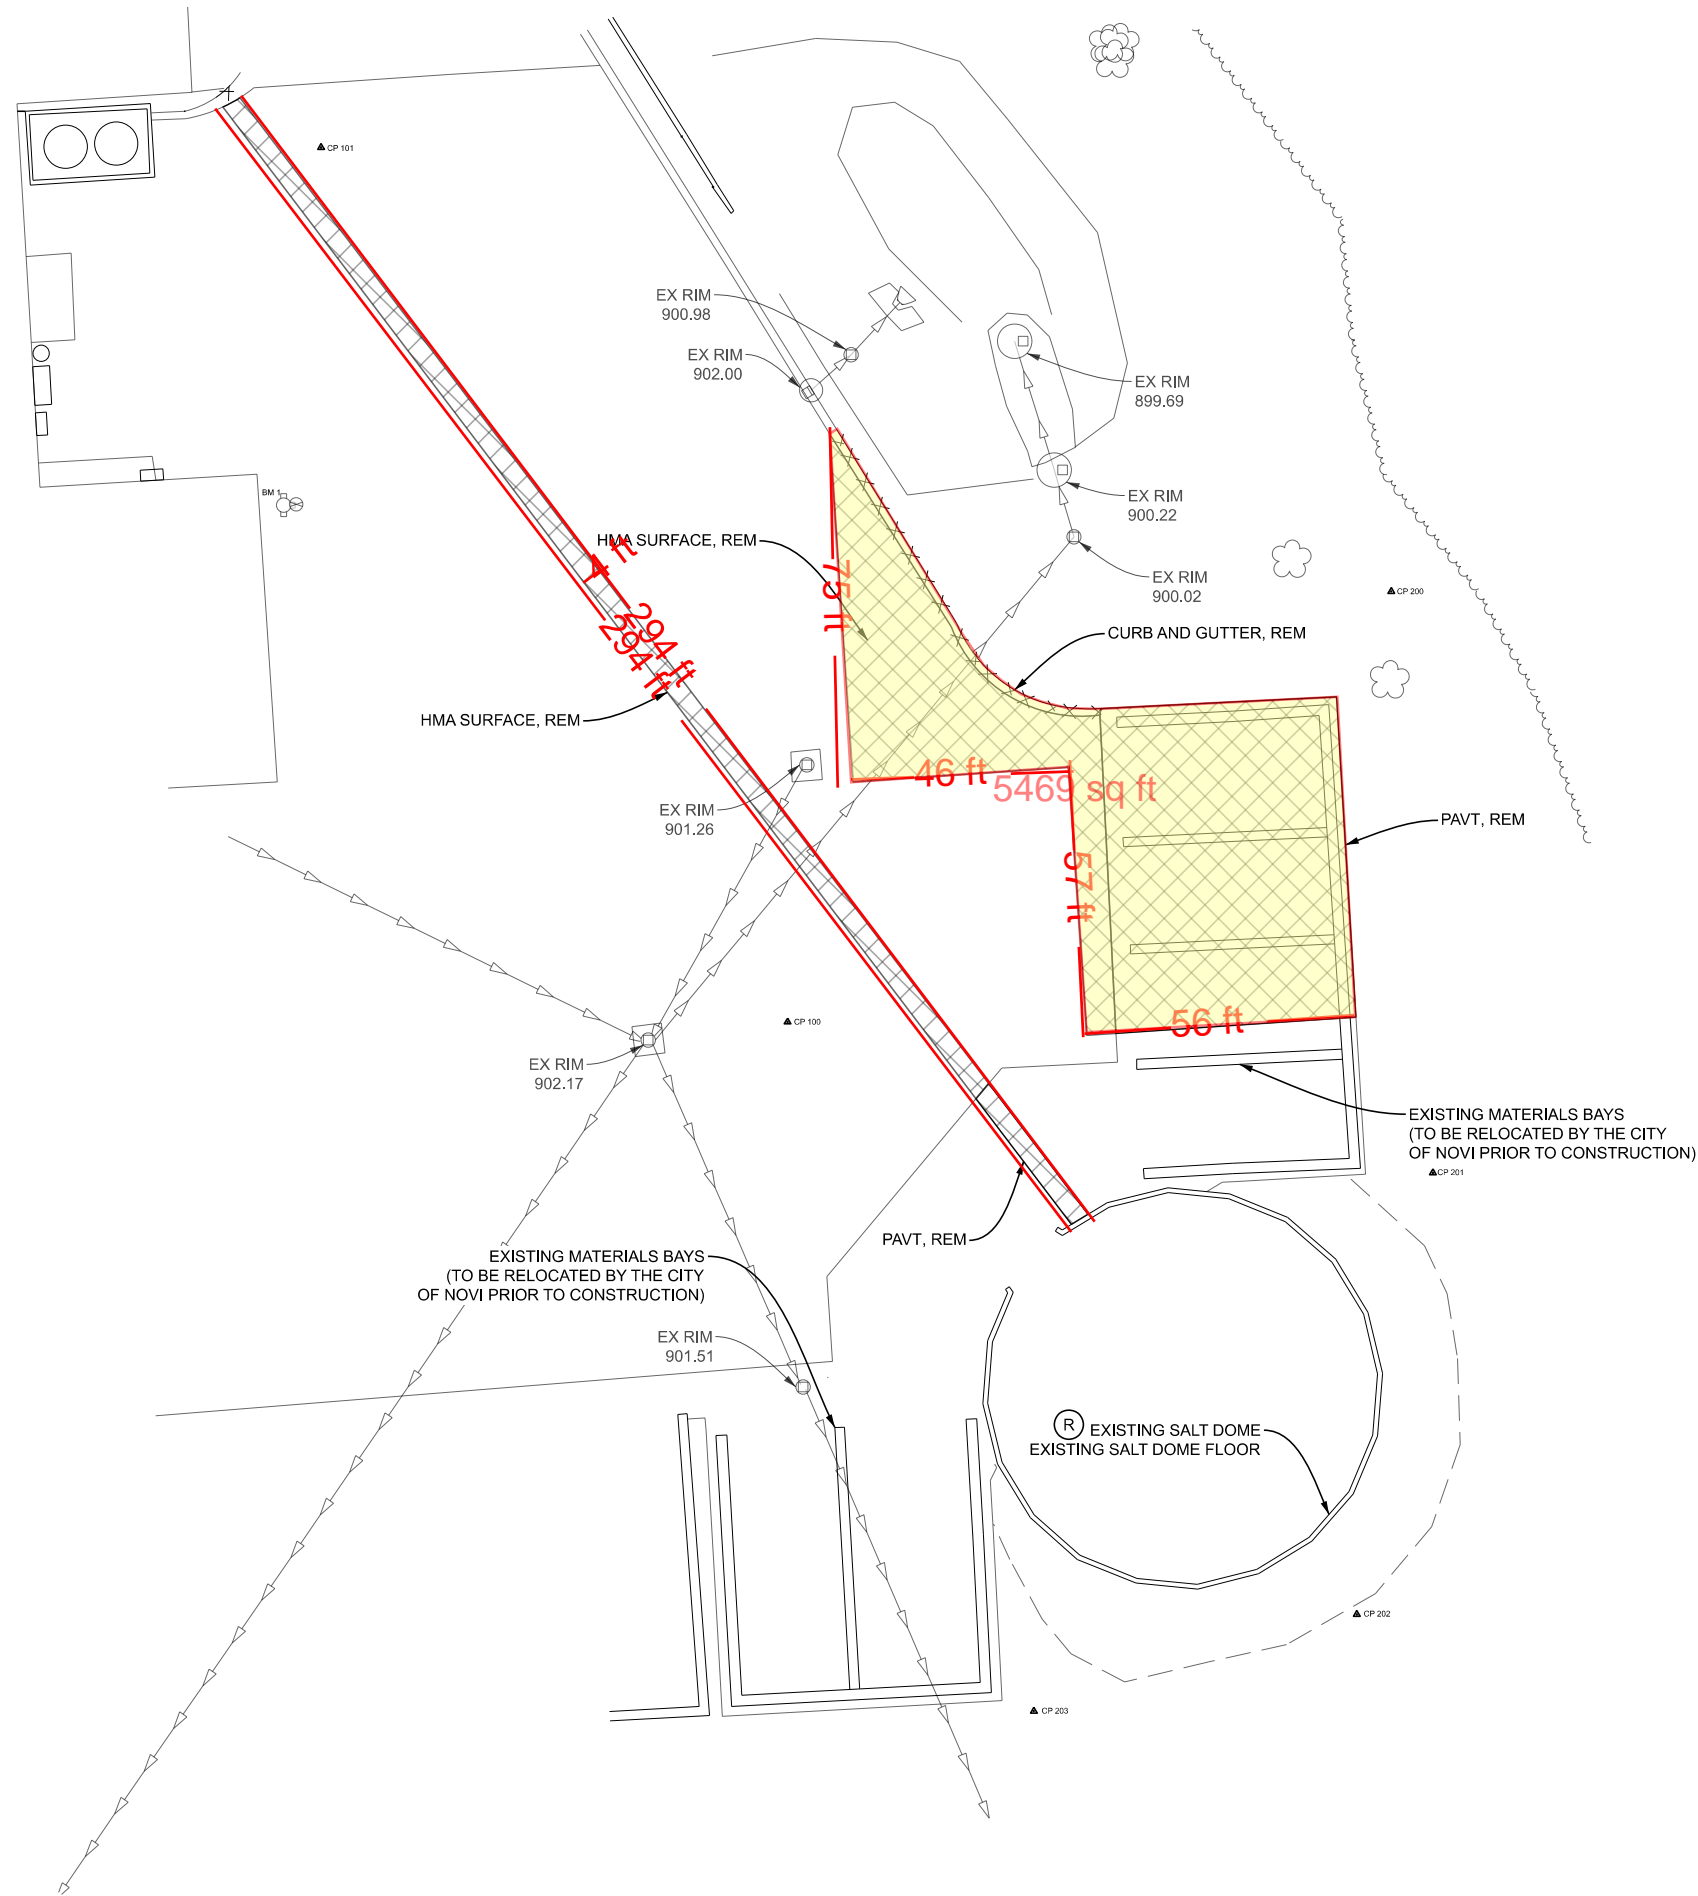 CP 101
EX RIM
900.98
EX RIM
902.00
EX RIM
899.69
BM 1
EX RIM
900.22
HMA SURFACE, REM
4 ft
75 ft
EX RIM
900.02
CP 200
CURB AND GUTTER, REM
294 ft
294 ft
HMA SURFACE, REM
46 ft
5469 sq ft
EX RIM
901.26
PAVT, REM
57 ft
CP 100
56 ft
EX RIM
902.17
EXISTING MATERIALS BAYS
(TO BE RELOCATED BY THE CITY
OF NOVI PRIOR TO CONSTRUCTION)
CP 201
PAVT, REM
EXISTING MATERIALS BAYS
(TO BE RELOCATED BY THE CITY
OF NOVI PRIOR TO CONSTRUCTION)
EX RIM
901.51
R
EXISTING SALT DOME
EXISTING SALT DOME FLOOR
CP 202
CP 203